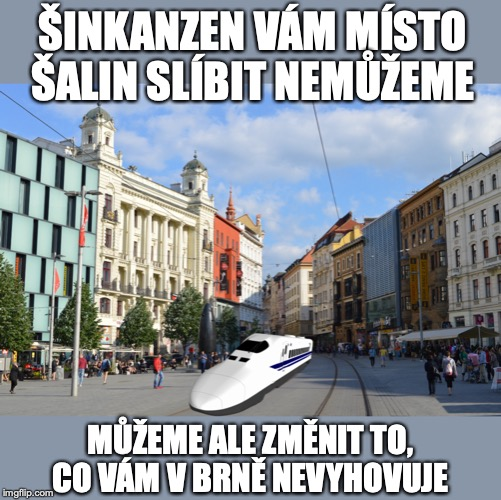 ŠINKANZEN VÁM MÍSTO
ŠALIN SLÍBIT NEMŮŽEME
MŮŽEME ALE ZMĚNIT TO,
CO VÁM V BRNĚ NEVYHOVUJE
imgflip.com